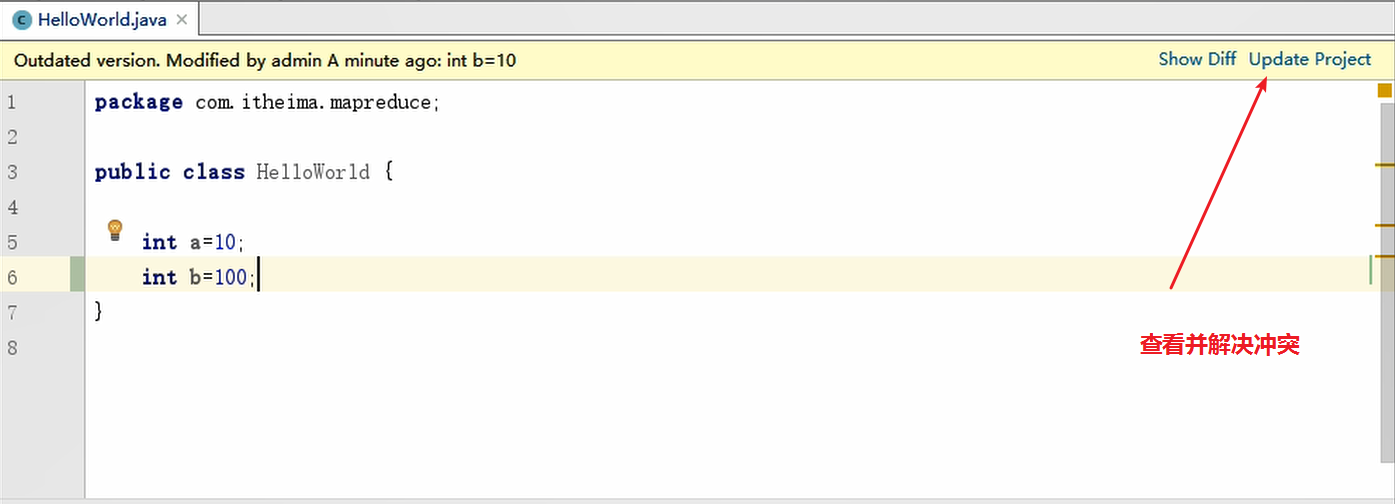 HelloWorld.java
Outdated version. Modified by admin A minute ago: int b=10
Show Diff Update Project
1 package com.itheima.mapreduce;
2
3 public class HelloWorld {
4
5 int a=10;
6 int b=100;
7 }
8
查看并解决冲突